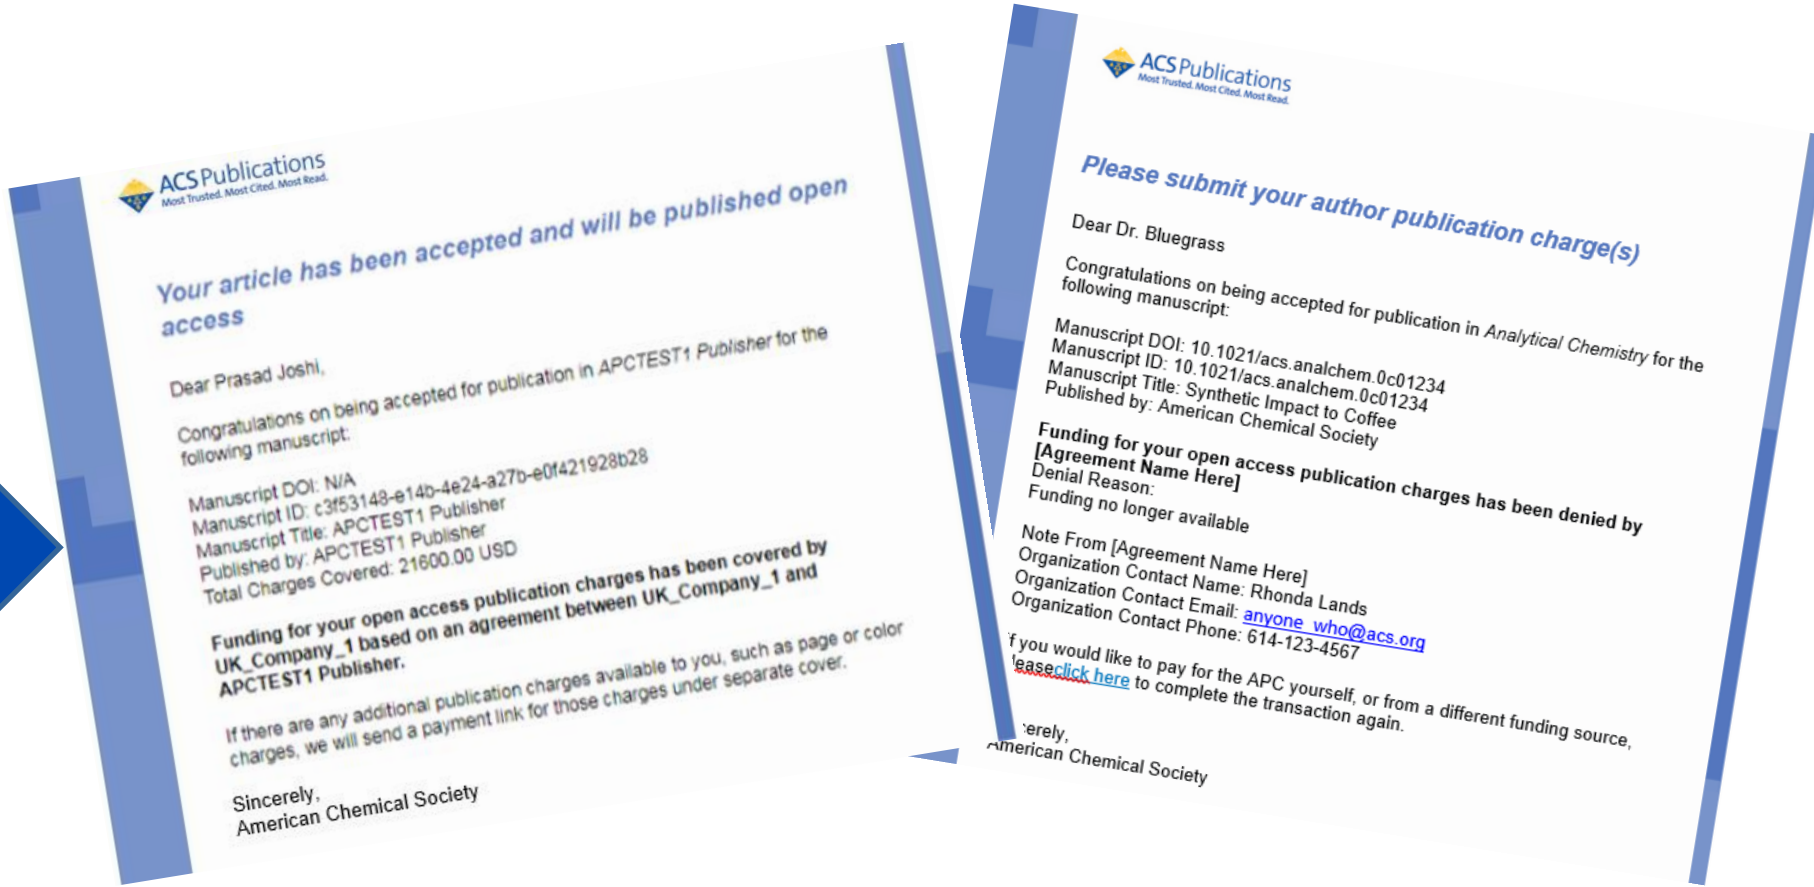 ACS Publications
Most Trusted. Most Cited. Most Read.
Your article has been accepted and will be published open
access
Dear Prasad Joshi,
Congratulations on being accepted for publication in APCTEST1 Publisher for the
following manuscript:
Manuscript DOI: N/A
Manuscript ID: c3f53148-e14b-4e24-a27b-e0f421928b28
Manuscript Title: APCTEST1 Publisher
Published by: APCTEST1 Publisher
Total Charges Covered: 21600.00 USD
Funding for your open access publication charges has been covered by
UK_Company_1 based on an agreement between UK_Company_1 and
APCTEST1 Publisher.
If there are any additional publication charges available to you, such as page or color
charges, we will send a payment link for those charges under separate cover.
Sincerely,
American Chemical Society
ACS Publications
Most Trusted. Most Cited. Most Read.
Please submit your author publication charge(s)
Dear Dr. Bluegrass
Congratulations on being accepted for publication in Analytical Chemistry for the
following manuscript:
Manuscript DOI: 10.1021/acs.analchem.0c01234
Manuscript ID: 10.1021/acs.analchem.0c01234
Manuscript Title: Synthetic Impact to Coffee
Published by: American Chemical Society
Funding for your open access publication charges has been denied by
[Agreement Name Here]
Denial Reason:
Funding no longer available
Note From [Agreement Name Here]
Organization Contact Name: Rhonda Lands
Organization Contact Email: anyone_who@acs.org
Organization Contact Phone: 614-123-4567
f you would like to pay for the APC yourself, or from a different funding source,
leaseclick here to complete the transaction again.
cerely,
American Chemical Society